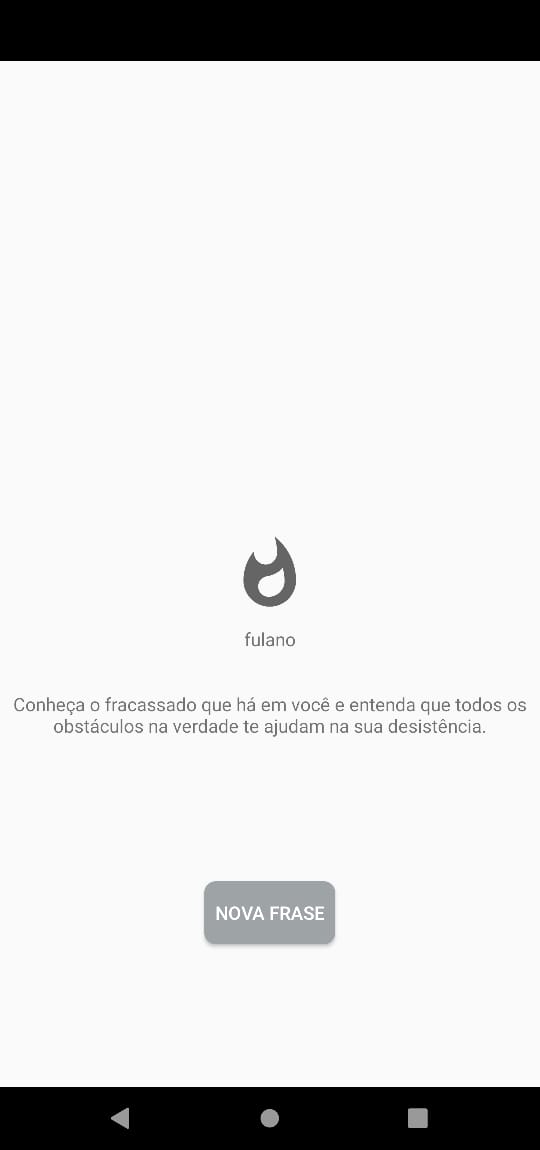 fulano
Conheça o fracassado que há em você e entenda que todos os
obstáculos na verdade te ajudam na sua desistência.
NOVA FRASE